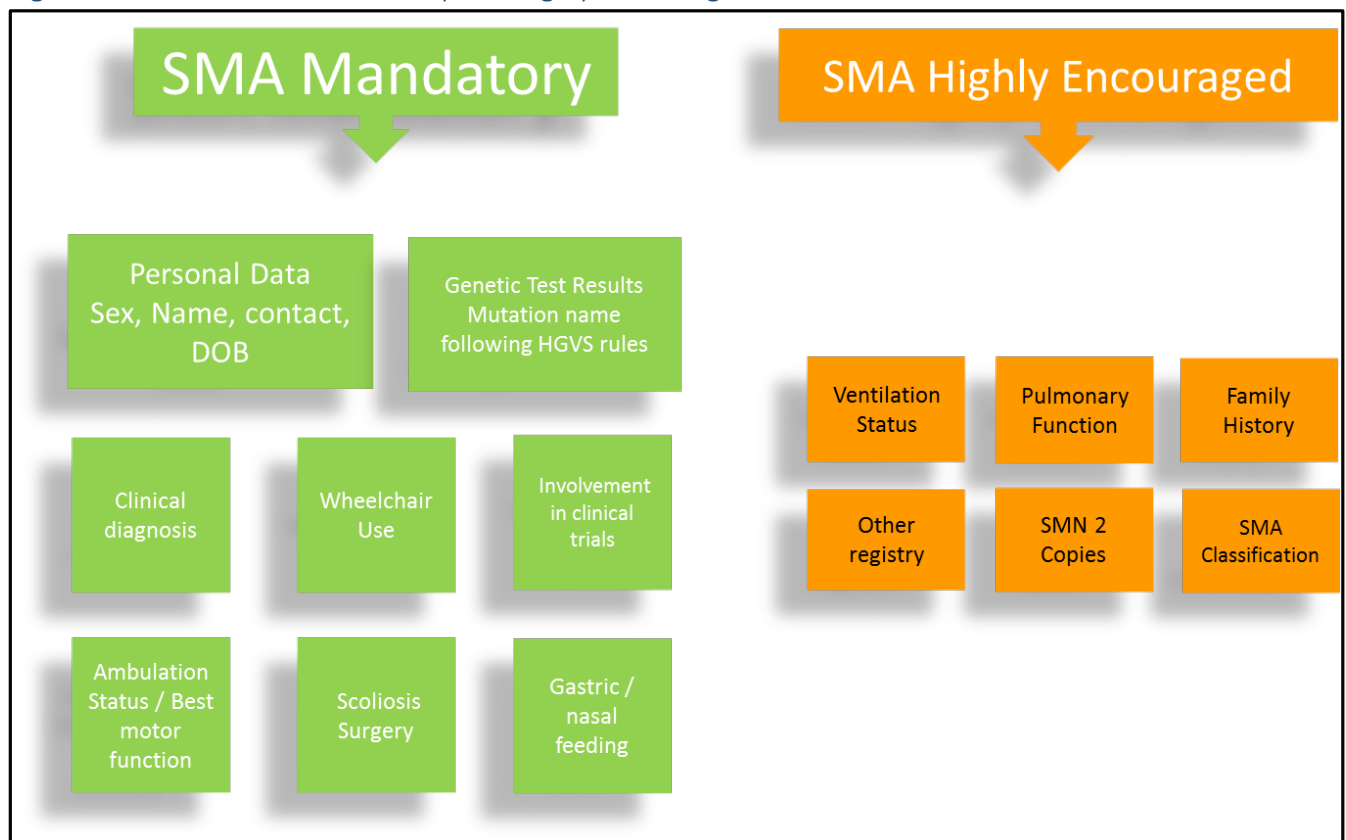 SMA Mandatory
SMA Highly Encouraged
Personal Data
Sex, Name, contact,
DOB
Genetic Test Results
Mutation name
following HGVS rules
Clinical
diagnosis
Wheelchair
Use
Involvement
in clinical
trials
Ambulation
Status / Best
motor
function
Scoliosis
Surgery
Gastric /
nasal
feeding
Ventilation
Status
Pulmonary
Function
Family
History
Other
registry
SMN 2
Copies
SMA
Classification